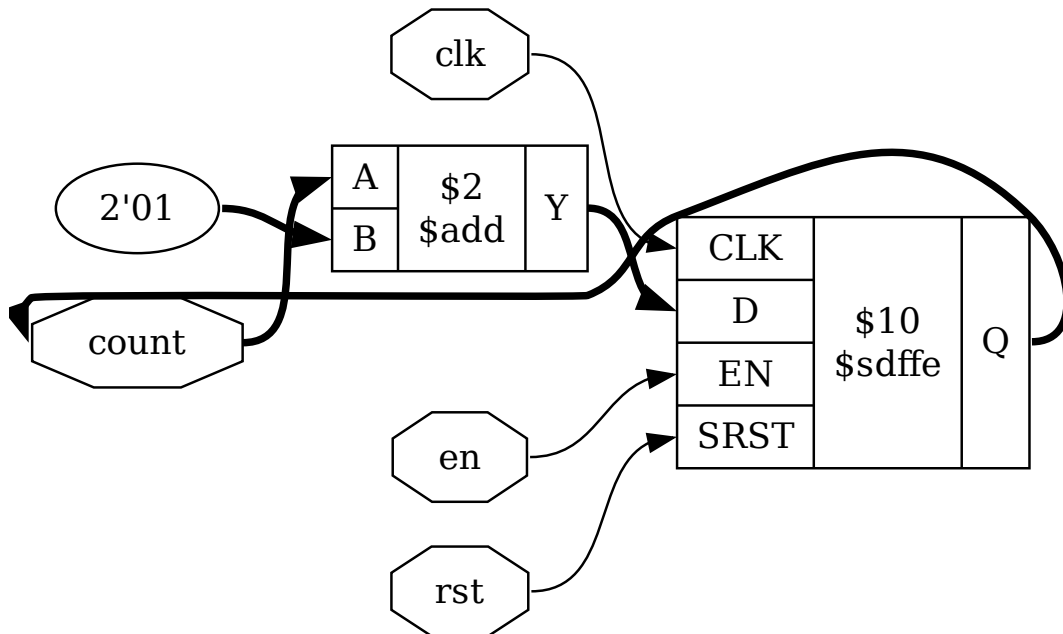 clk
2'01
A
B
$2
$add
Y
count
CLK
D
EN
SRST
$10
$sdffe
Q
en
rst